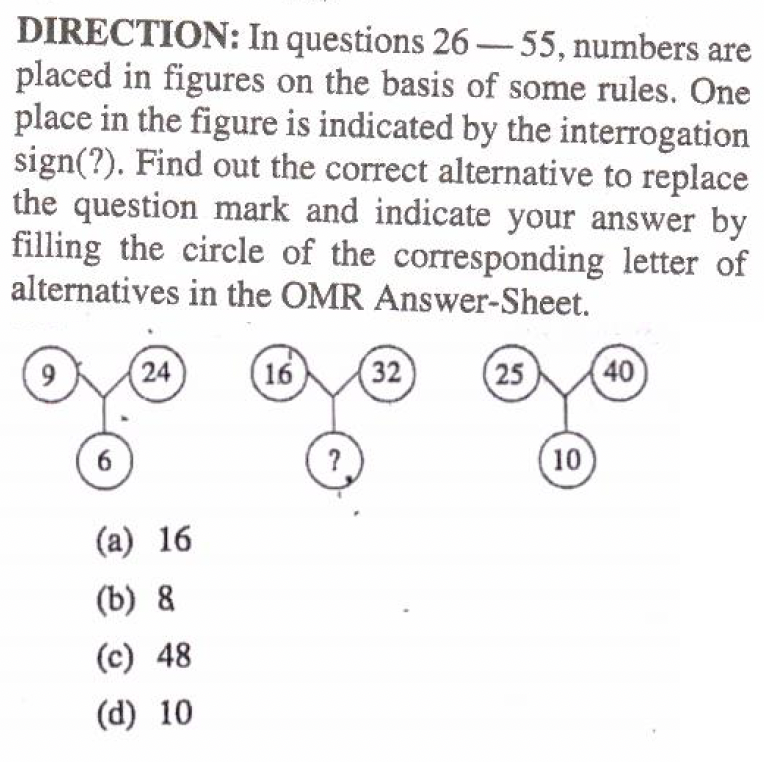 DIRECTION: In questions 26 — 55, numbers are
placed in figures on the basis of some rules. One
place in the figure is indicated by the interrogation
sign(?). Find out the correct alternative to replace
the question mark and indicate your answer by
filling the circle of the corresponding letter of
alternatives in the OMR Answer-Sheet.
9 24 16 32 25 40
6 ? 10
(a) 16
(b) 8
(c) 48
(d) 10